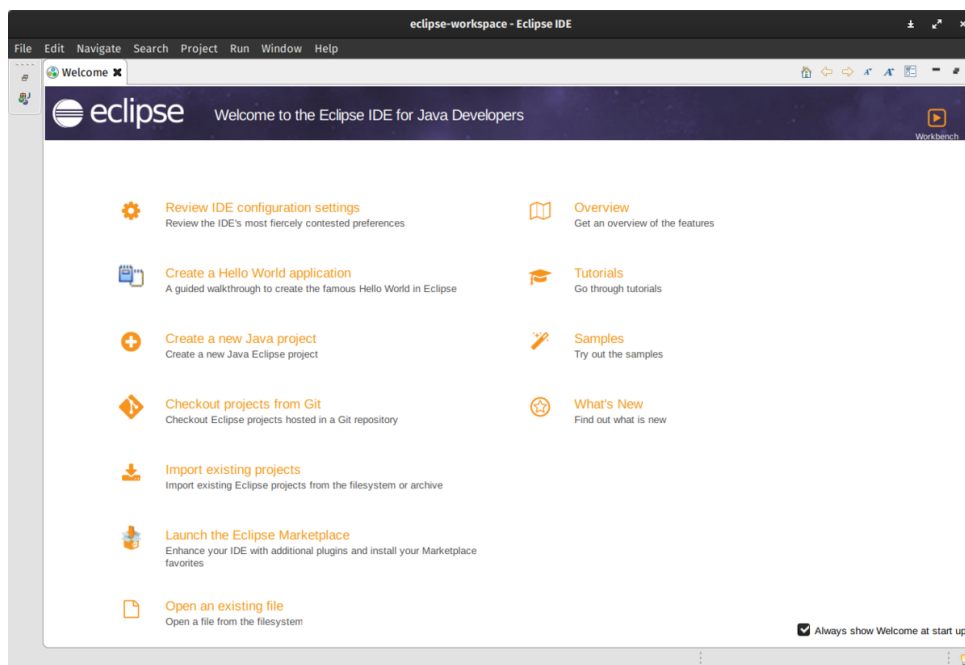 eclipse-workspace - Eclipse IDE
File Edit Navigate Search Project Run Window Help
Welcome
eclipse
Welcome to the Eclipse IDE for Java Developers
Workbench
Review IDE configuration settings
Review the IDE's most fiercely contested preferences
Overview
Get an overview of the features
Create a Hello World application
A guided walkthrough to create the famous Hello World in Eclipse
Tutorials
Go through tutorials
Create a new Java project
Create a new Java Eclipse project
Samples
Try out the samples
Checkout projects from Git
Checkout Eclipse projects hosted in a Git repository
What's New
Find out what is new
Import existing projects
Import existing Eclipse projects from the filesystem or archive
Launch the Eclipse Marketplace
Enhance your IDE with additional plugins and install your Marketplace
favorites
Open an existing file
Open a file from the filesystem
Always show Welcome at start up